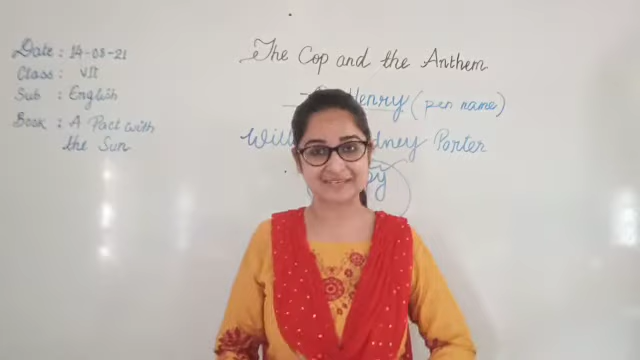 Date : 14-08-21
Class : VII
Sub : English
Book : A Pact with
the Sun
The Cop and the Anthem
Henry (pen name)
Porter